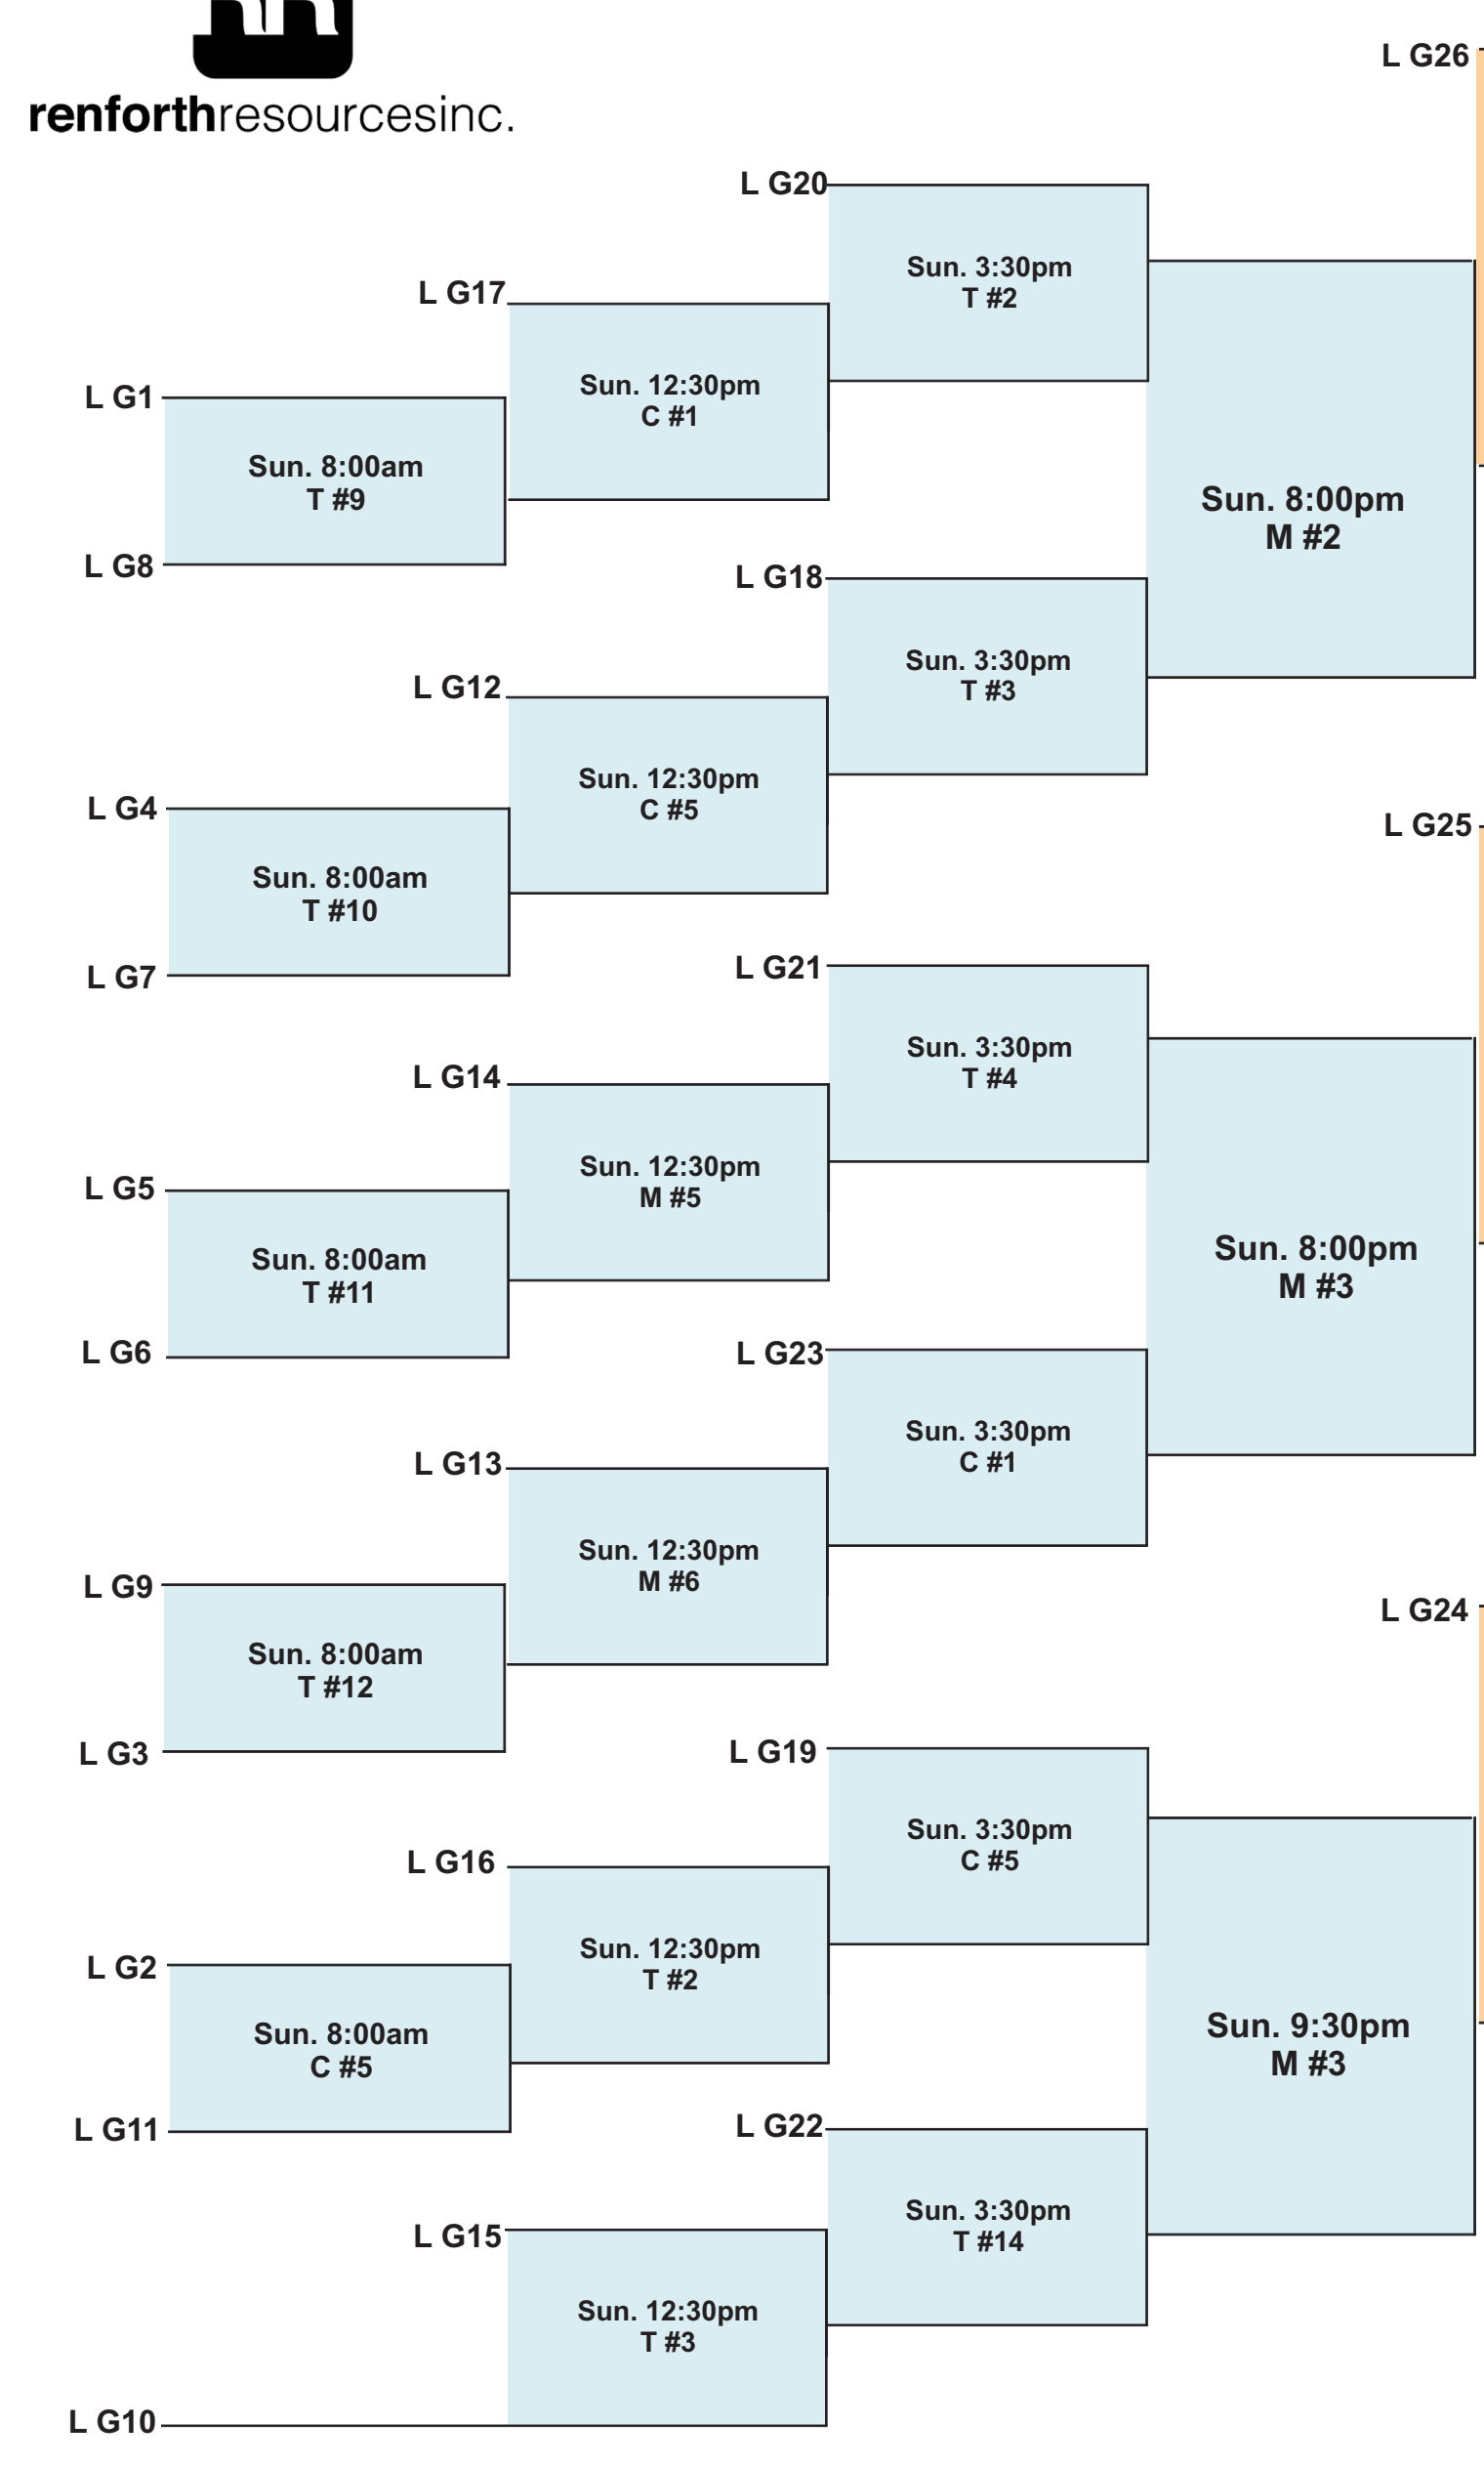 renforthresourcesinc.
L G26
L G20
Sun. 3:30pm
T #2
L G17
Sun. 12:30pm
C #1
L G1
Sun. 8:00am
T #9
L G8
Sun. 8:00pm
M #2
L G18
Sun. 3:30pm
T #3
L G12
Sun. 12:30pm
C #5
L G4
Sun. 8:00am
T #10
L G7
L G25
L G21
Sun. 3:30pm
T #4
L G14
Sun. 12:30pm
M #5
L G5
Sun. 8:00am
T #11
L G6
Sun. 8:00pm
M #3
L G23
Sun. 3:30pm
C #1
L G13
Sun. 12:30pm
M #6
L G9
Sun. 8:00am
T #12
L G3
L G24
L G19
Sun. 3:30pm
C #5
L G16
Sun. 12:30pm
T #2
L G2
Sun. 8:00am
C #5
L G11
Sun. 9:30pm
M #3
L G22
Sun. 3:30pm
T #14
L G15
Sun. 12:30pm
T #3
L G10